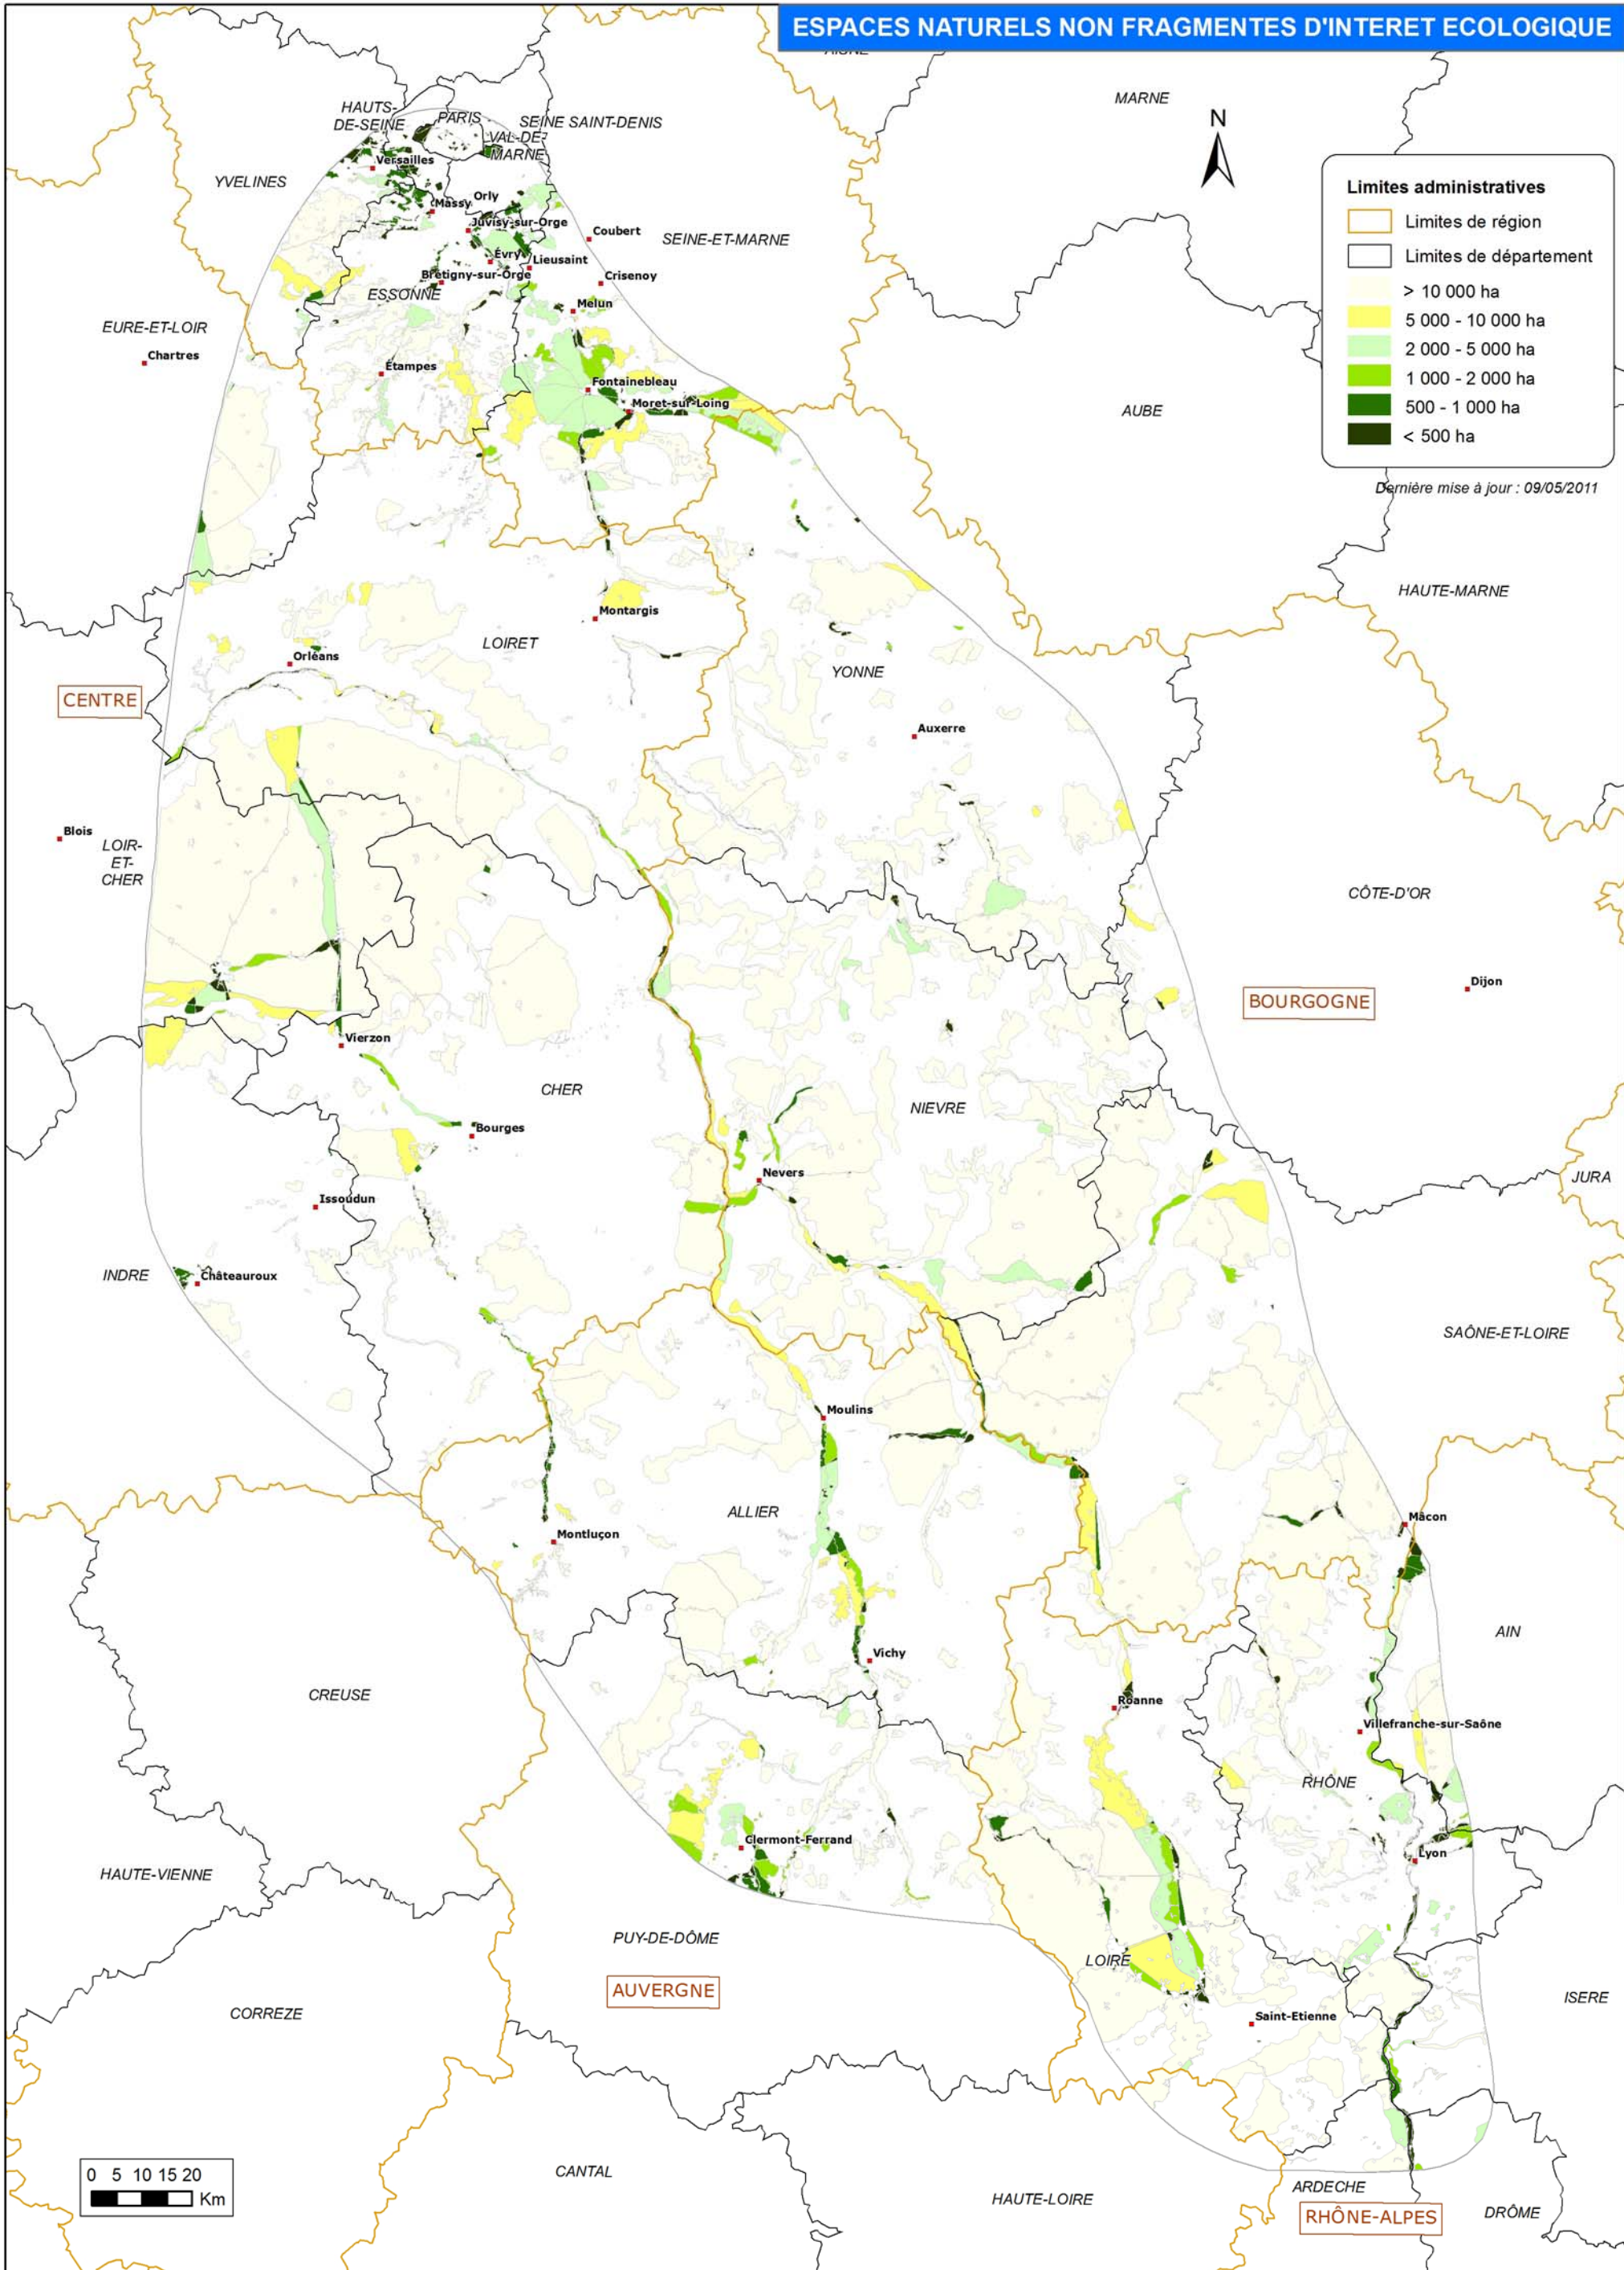 ESPACES NATURELS NON FRAGMENTES D'INTERET ECOLOGIQUE
MARNE
HAUTS-
DE-SEINE
PARIS
SEINE SAINT-DENIS
VAL-DE-
MARNE
N
Versailles
YVELINES
Massy
Orly
Juvisy-sur-Orge
Coubert
SEINE-ET-MARNE
Évry
Lieusaint
Brétigny-sur-Orge
Crisenoy
ESSONNE
Melun
EURE-ET-LOIR
Chartres
Étampes
Fontainebleau
Moret-sur-Loing
AUBE
Limites administratives
Limites de région
Limites de département
> 10 000 ha
5 000 - 10 000 ha
2 000 - 5 000 ha
1 000 - 2 000 ha
500 - 1 000 ha
< 500 ha
Dernière mise à jour : 09/05/2011
HAUTE-MARNE
Montargis
LOIRET
Orléans
YONNE
CENTRE
Auxerre
Blois
LOIR-
ET-
CHER
CÔTE-D'OR
Dijon
BOURGOGNE
Vierzon
CHER
NIEVRE
Bourges
Nevers
JURA
Issoudun
INDRE
Châteauroux
SAÔNE-ET-LOIRE
Moulins
ALLIER
Mâcon
Montluçon
AIN
Vichy
CREUSE
Roanne
Villefranche-sur-Saône
RHÔNE
Clermont-Ferrand
Lyon
HAUTE-VIENNE
PUY-DE-DÔME
LOIRE
AUVERGNE
ISERE
CORREZE
Saint-Etienne
0 5 10 15 20
Km
CANTAL
HAUTE-LOIRE
ARDECHE
RHÔNE-ALPES
DRÔME